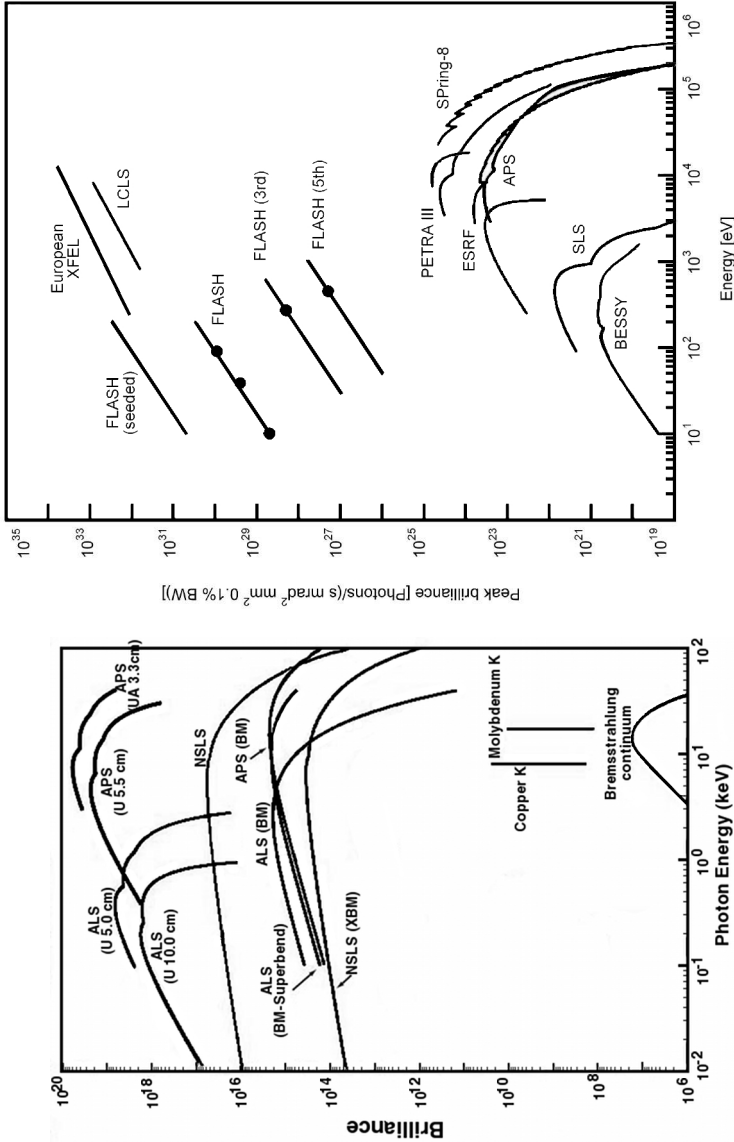 10^20
10^18
10^16
10^14
10^12
10^10
10^8
10^6
Brilliance
APS
(UA 3.3cm)
APS
(U 5.5 cm)
ALS
(U 5.0 cm)
ALS
(U 10.0 cm)
NSLS
APS (BM)
ALS (BM)
ALS
(BM-Superbend)
NSLS (XBM)
Molybdenum K
Copper K
Bremsstrahlung
continuum
10^-2
10^-1
10^0
10^1
10^2
Photon Energy (keV)
10^35
10^33
10^31
10^29
10^27
10^25
10^23
10^21
10^19
Peak brilliance [Photons/(s mrad^2 mm^2 0.1% BW)]
European
XFEL
LCLS
FLASH
(seeded)
FLASH
FLASH (3rd)
FLASH (5th)
SPring-8
PETRA III
ESRF
APS
SLS
BESSY
10^1
10^2
10^3
10^4
10^5
10^6
Energy [eV]